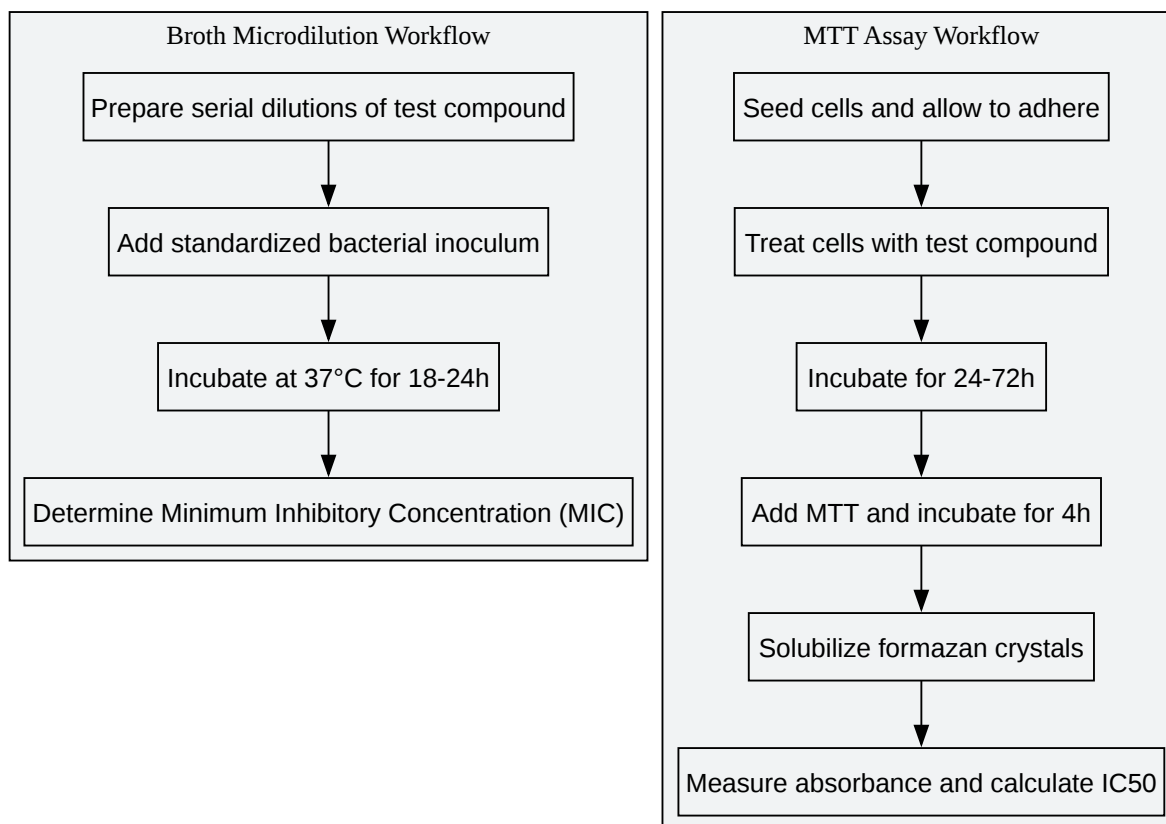 Broth Microdilution Workflow
Prepare serial dilutions of test compound
Add standardized bacterial inoculum
Incubate at 37°C for 18-24h
Determine Minimum Inhibitory Concentration (MIC)
MTT Assay Workflow
Seed cells and allow to adhere
Treat cells with test compound
Incubate for 24-72h
Add MTT and incubate for 4h
Solubilize formazan crystals
Measure absorbance and calculate IC50